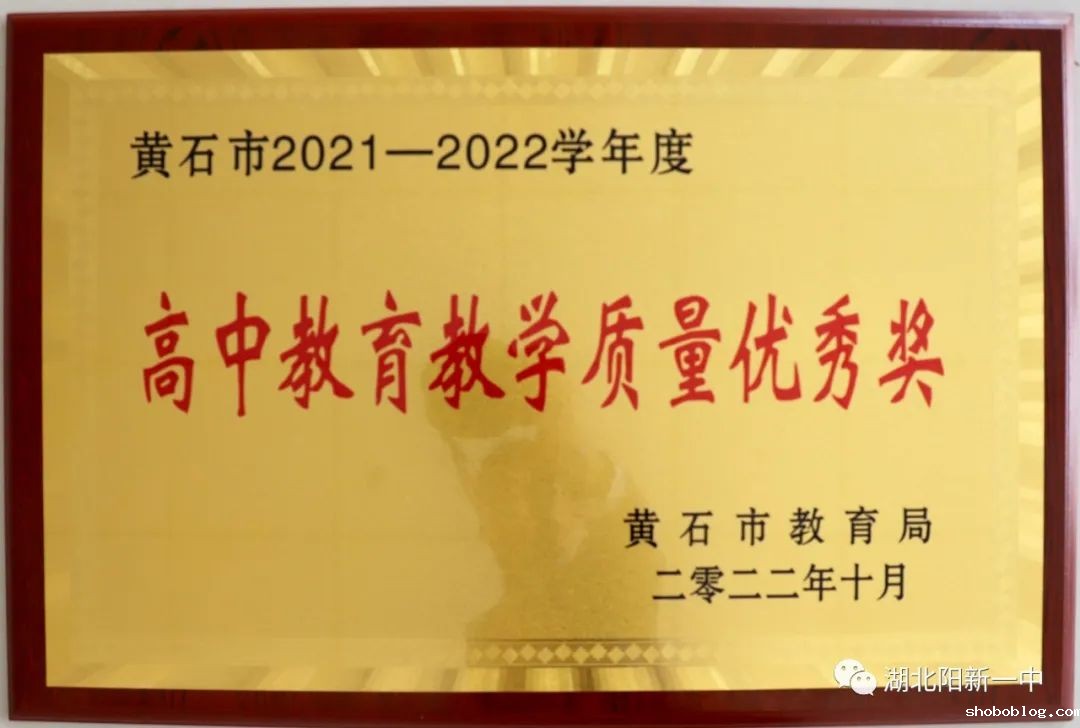 黄石市2021—2022学年度
高中教育教学质量优秀奖
黄石市教育局
二零二二年十月
湖北阳新一中
shoboblog.com